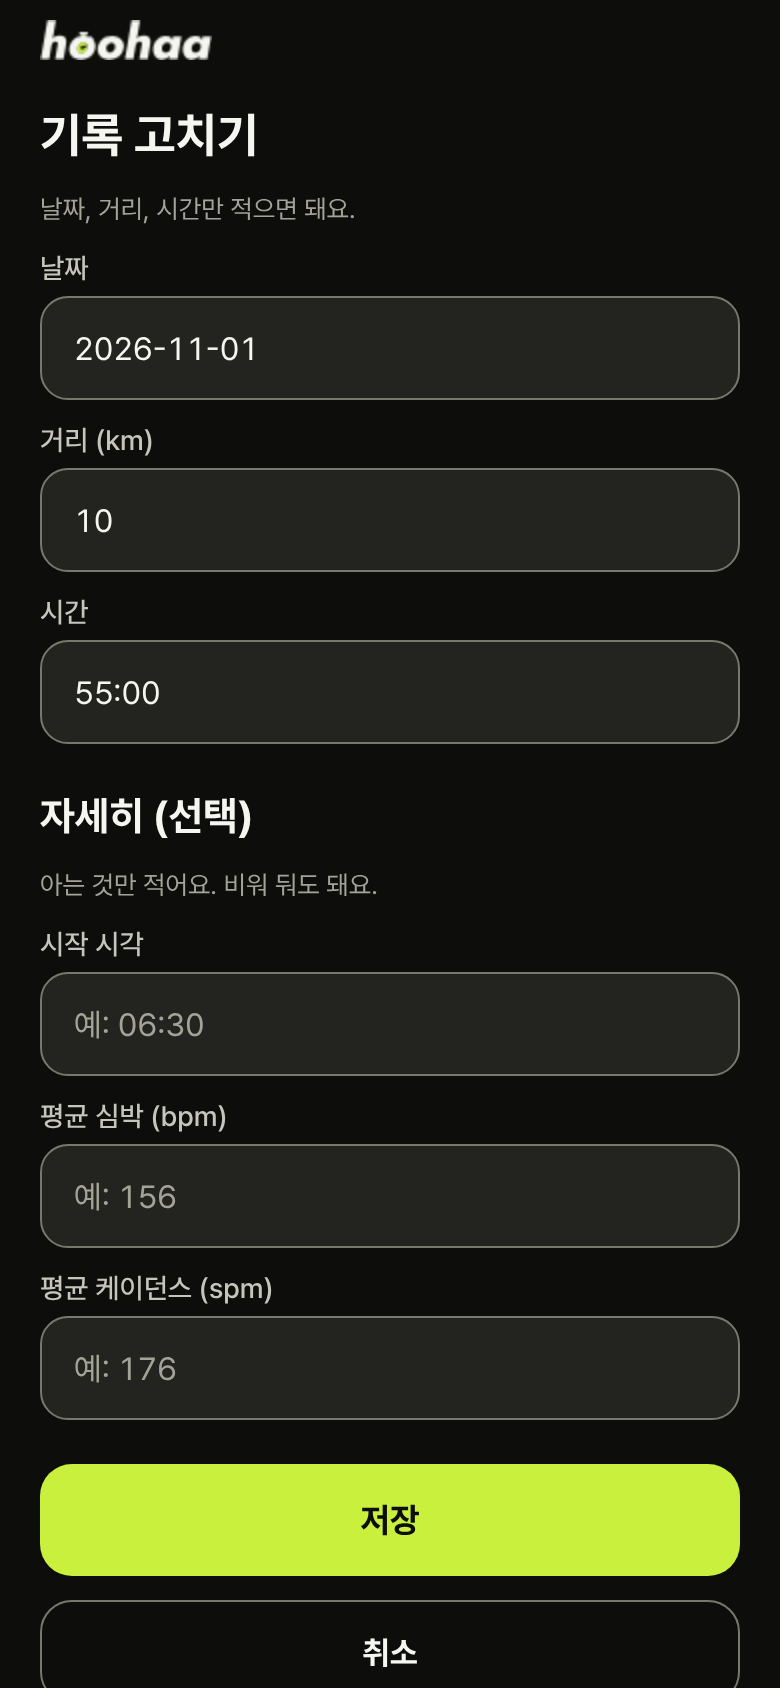 hoohaa
기록 고치기
날짜, 거리, 시간만 적으면 돼요.
날짜
2026-11-01
거리 (km)
10
시간
55:00
자세히 (선택)
아는 것만 적어요. 비워 둬도 돼요.
시작 시각
예: 06:30
평균 심박 (bpm)
예: 156
평균 케이던스 (spm)
예: 176
저장
취소